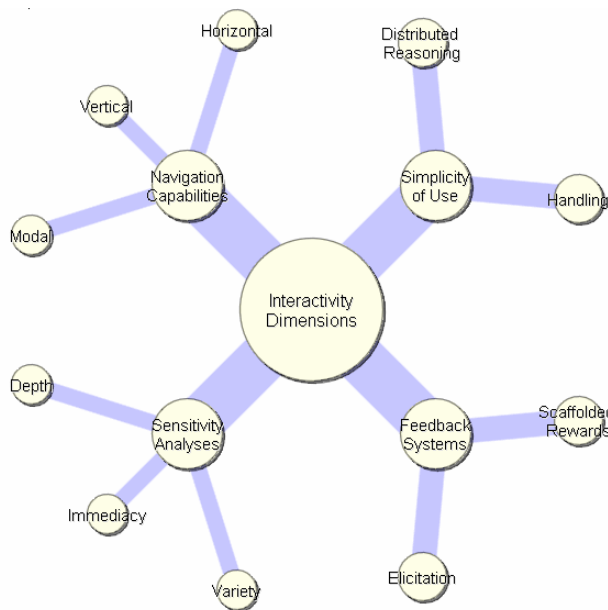 Horizontal
Distributed
Reasoning
Vertical
Navigation
Capabilities
Simplicity
of Use
Handling
Modal
Interactivity
Dimensions
Depth
Sensitivity
Analyses
Feedback
Systems
Scaffolded
Rewards
Immediacy
Variety
Elicitation